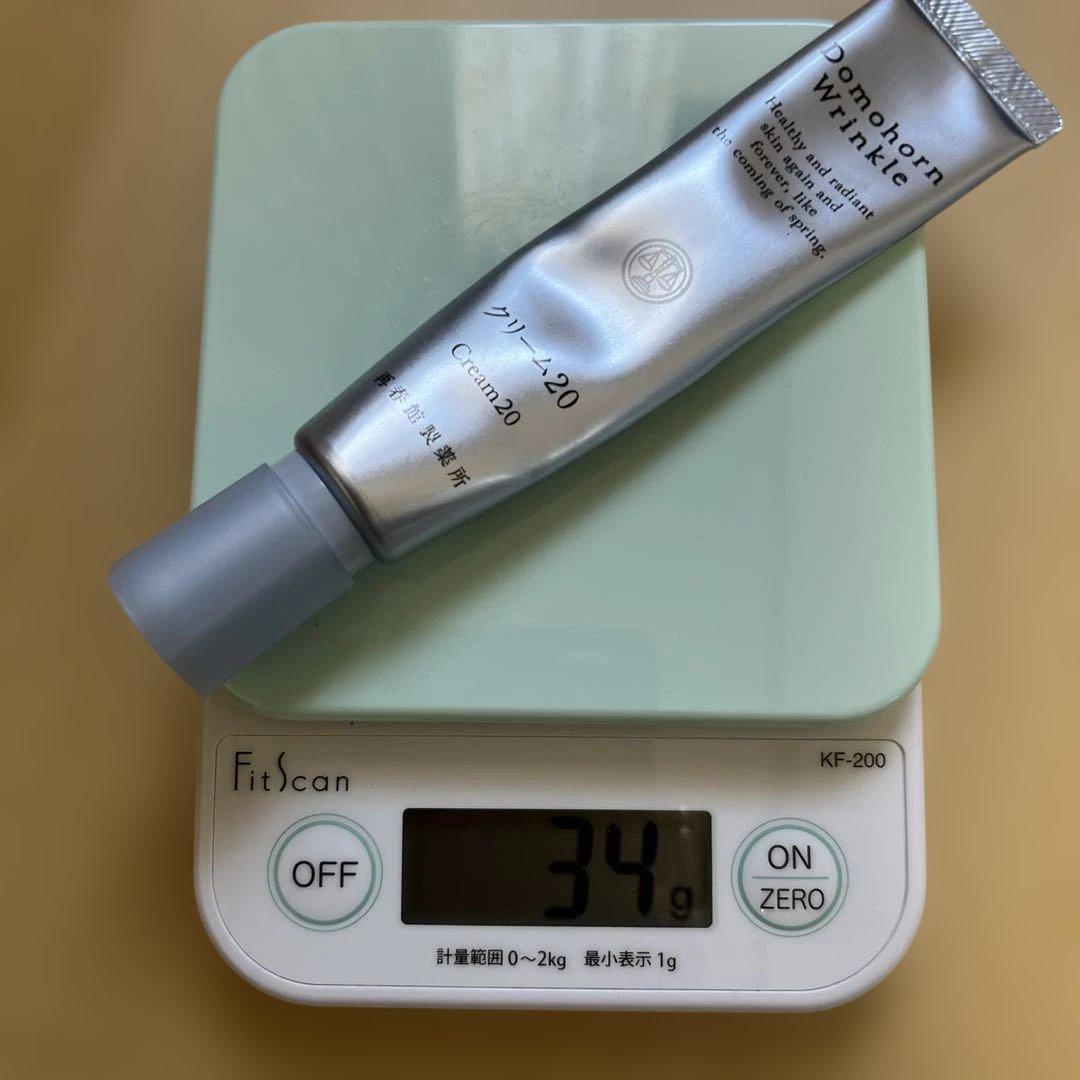 Domohorn
Wrinkle
Healthy and radiant
skin again and
forever, like
the coming of spring.
クリーム20
Cream20
再春館製薬所
FitScan
KF-200
OFF
34g
ON
ZERO
計量範囲 0～2kg 最小表示 1g